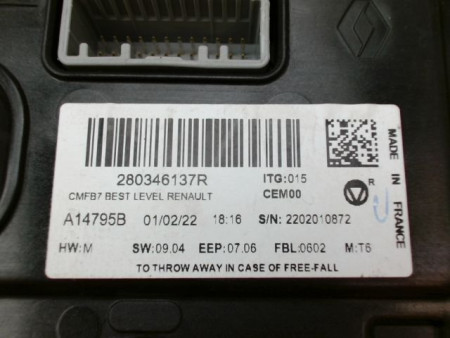 280346137R ITG:015
CMFB7 BEST LEVEL RENAULT CEM00
R
A14795B 01/02/22 18:16 S/N: 2202010872
HW:M SW:09.04 EEP:07.06 FBL:0602 M:T6
TO THROW AWAY IN CASE OF FREE-FALL
MADE IN FRANCE